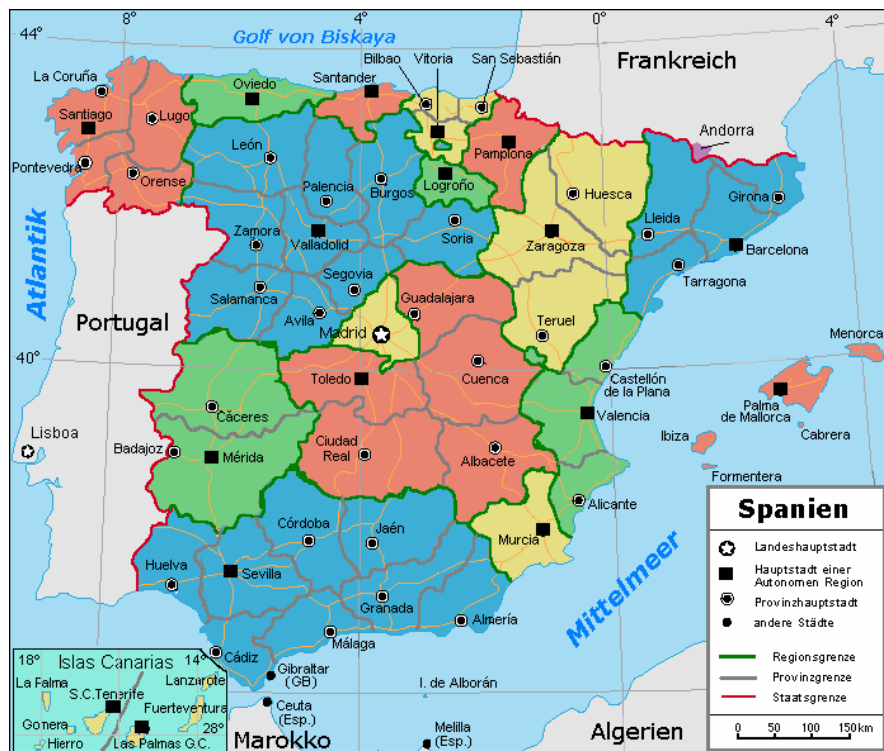 8°
4°
0°
4°
44°
44°
Golf von Biskaya
Frankreich
La Coruña
Oviedo
Santander
Bilbao
Vitoria
San Sebastián
Santiago
Lugo
Andorra
León
Pamplona
Pontevedra
Orense
Palencia
Burgos
Logroño
Huesca
Girona
Lleida
Atlantik
Zamora
Valladolid
Soria
Zaragoza
Barcelona
Segovia
Tarragona
Salamanca
Avila
Guadalajara
Portugal
Madrid
Teruel
Menorca
40°
40°
Toledo
Cuenca
Castellón
de la Plana
Cǎceres
Valencia
Palma
de Mallorca
Lisboa
Badajoz
Mérida
Ciudad
Real
Albacete
Ibiza
Cabrera
Formentera
Alicante
Córdoba
Jaén
Murcia
Huelva
Sevilla
Granada
Almería
Mittelmeer
Málaga
Cádiz
Gibraltar
(GB)
I. de Alborán
Ceuta
(Esp.)
Melilla
(Esp.)
Marokko
Algerien
18°
Islas Canarias
14°
La Palma
S.C.Tenerife
Lanzarote
Fuerteventura
Gomera
28°
Hierro
Las Palmas G.C.
Spanien
Landeshauptstadt
Hauptstadt einer
Autonomen Region
Provinzhauptstadt
andere Städte
Regionsgrenze
Provinzgrenze
Staatsgrenze
0 50 100 150 km